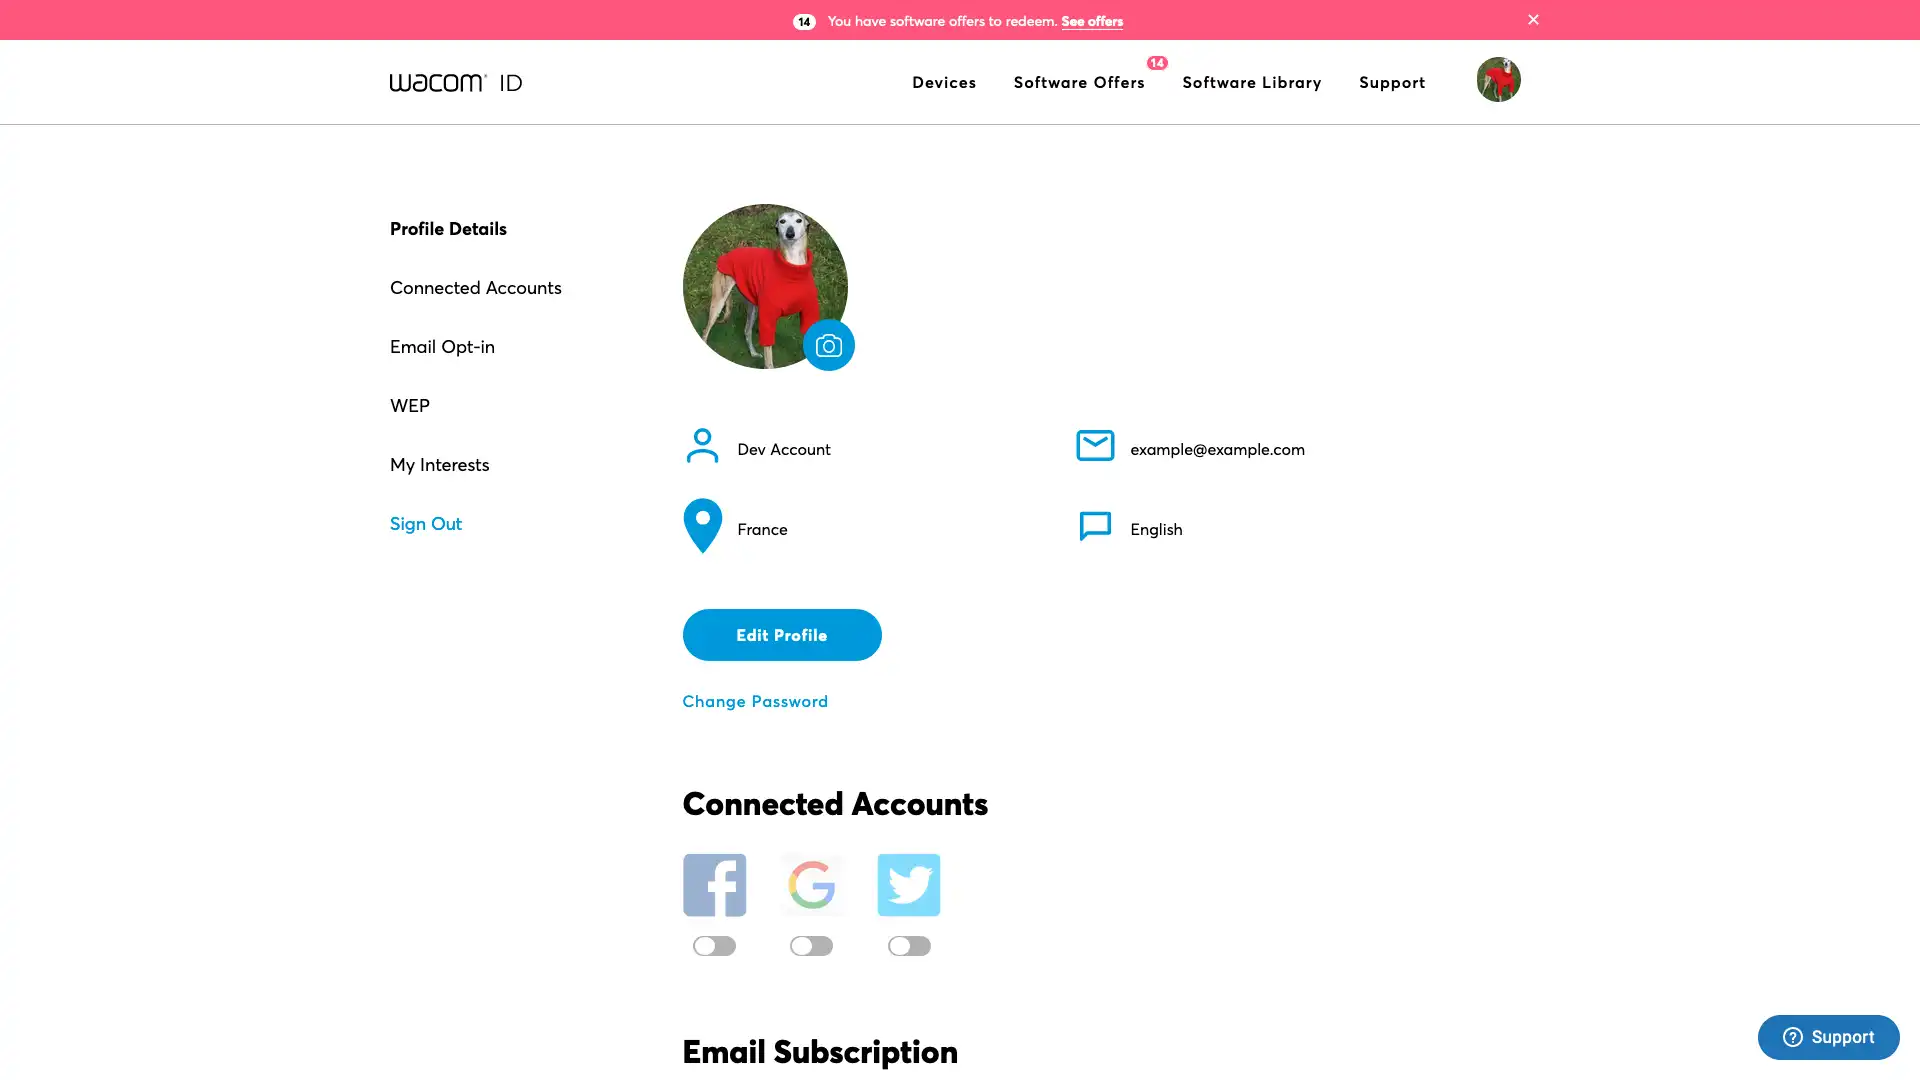 14 You have software offers to redeem. See offers
wacom ID
Devices
Software Offers
14
Software Library
Support
Profile Details
Connected Accounts
Email Opt-in
WEP
My Interests
Sign Out
Dev Account
example@example.com
France
English
Edit Profile
Change Password
Connected Accounts
Email Subscription
Support